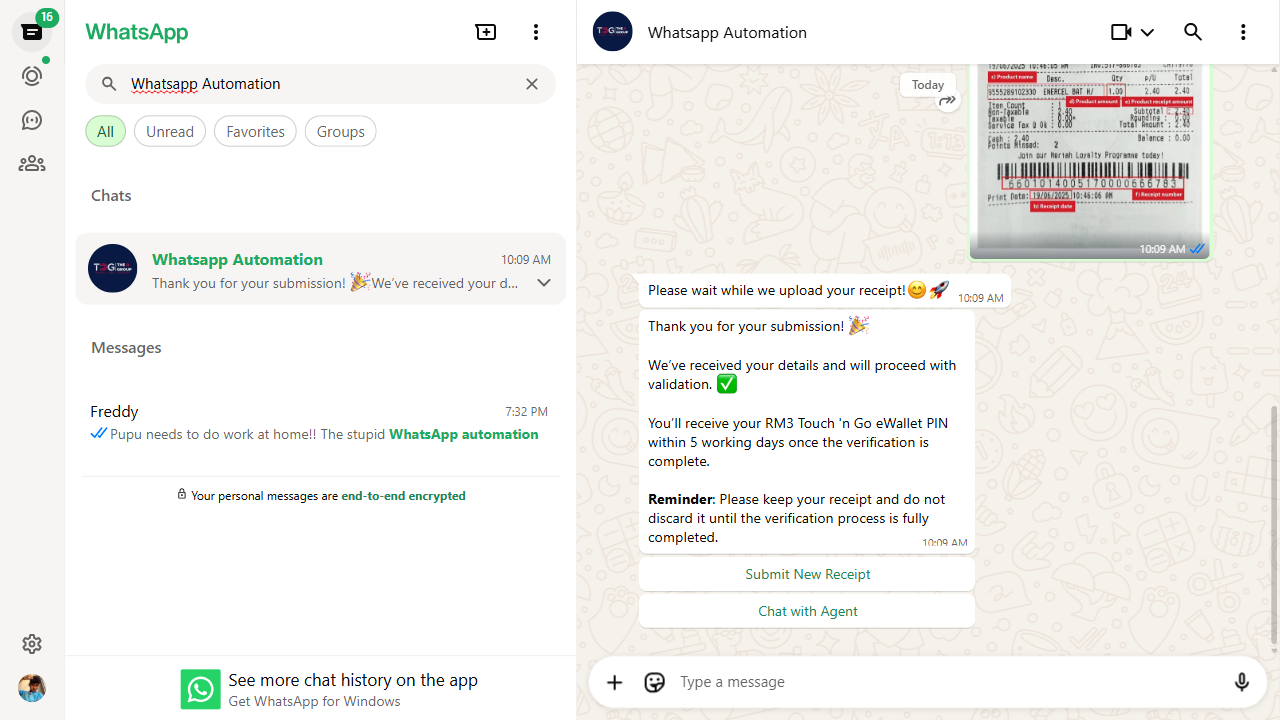 16
WhatsApp
Whatsapp Automation
All
Unread
Favorites
Groups
Chats
Whatsapp Automation
10:09 AM
Thank you for your submission! 🎉We've received your d...
Messages
Freddy
7:32 PM
Pupu needs to do work at home!! The stupid WhatsApp automation
Your personal messages are end-to-end encrypted
See more chat history on the app
Get WhatsApp for Windows
Whatsapp Automation
Today
c) Product name
Desc.
Qty
p/U
Total
9555289102330 ENERCEL BAT H/ 1.00 2.40 2.40
d) Product amount
e) Product receipt amount
Item Count
Non-Taxable : 2.40
Taxable : 0.00*
Service Tax @ 0% : 0.00
Subtotal : 2.40
Rounding : 0.00
Total Amount : 2.40
Cash : 2.40
Balance : 0.00
Points Missed: 2
Join our Meriah Loyalty Programme today!
6601014005170000666783
Print Date: 19/06/2025 10:46:06 AM
f) Receipt number
b) Receipt date
10:09 AM
Please wait while we upload your receipt!😊🚀
10:09 AM
Thank you for your submission! 🎉
We've received your details and will proceed with
validation. ✅
You'll receive your RM3 Touch 'n Go eWallet PIN
within 5 working days once the verification is
complete.
Reminder: Please keep your receipt and do not
discard it until the verification process is fully
completed.
10:09 AM
Submit New Receipt
Chat with Agent
Type a message